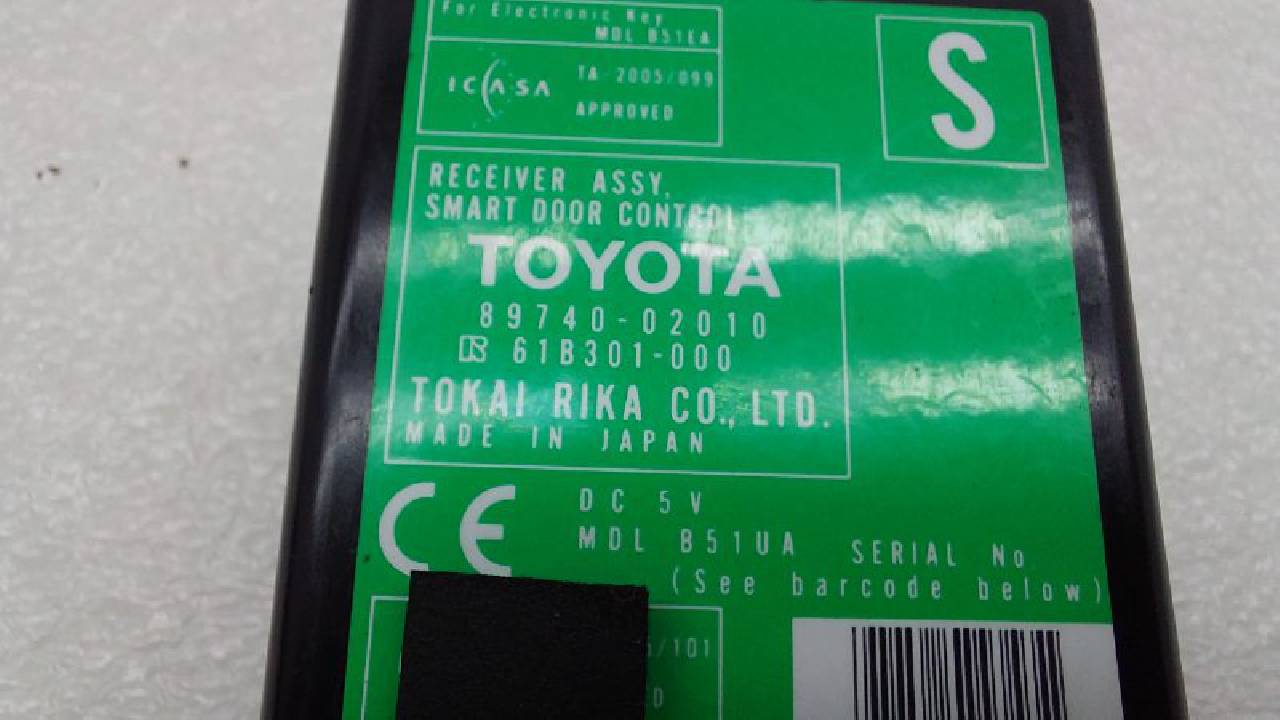 For Electronic Key
MDL B51EA
ICASA
TA-2005/099
APPROVED
S
RECEIVER ASSY,
SMART DOOR CONTROL
TOYOTA
89740-02010
61B301-000
TOKAI RIKA CO., LTD.
MADE IN JAPAN
CE
DC 5V
MDL B51UA
SERIAL No
(See barcode below)
/101
D